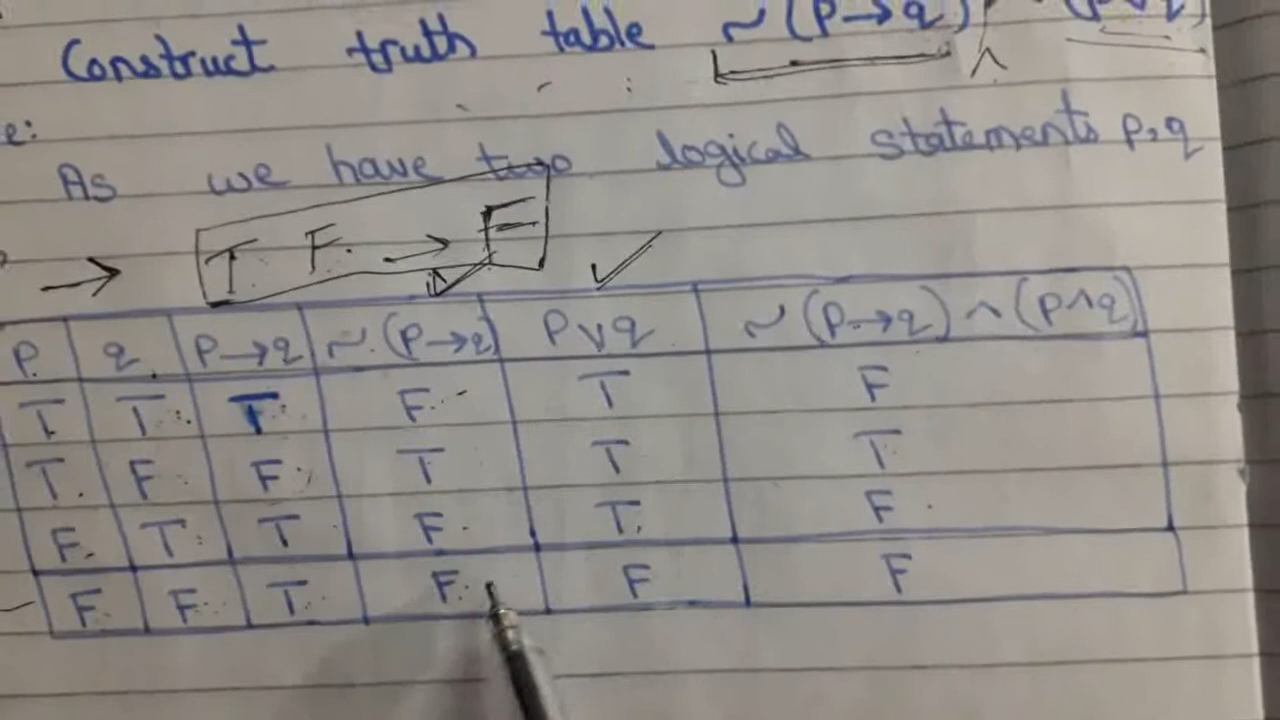 Construct truth table ~(P→q) ∧ (p∨q)
e:
As we have two logical statements p,q
→ T F. → F
P. q. P→q ~(P→q) P∨q ~(P→q)∧(P∧q)
T T T F T F
T F F T T T
F T T F T F
F F T F F F